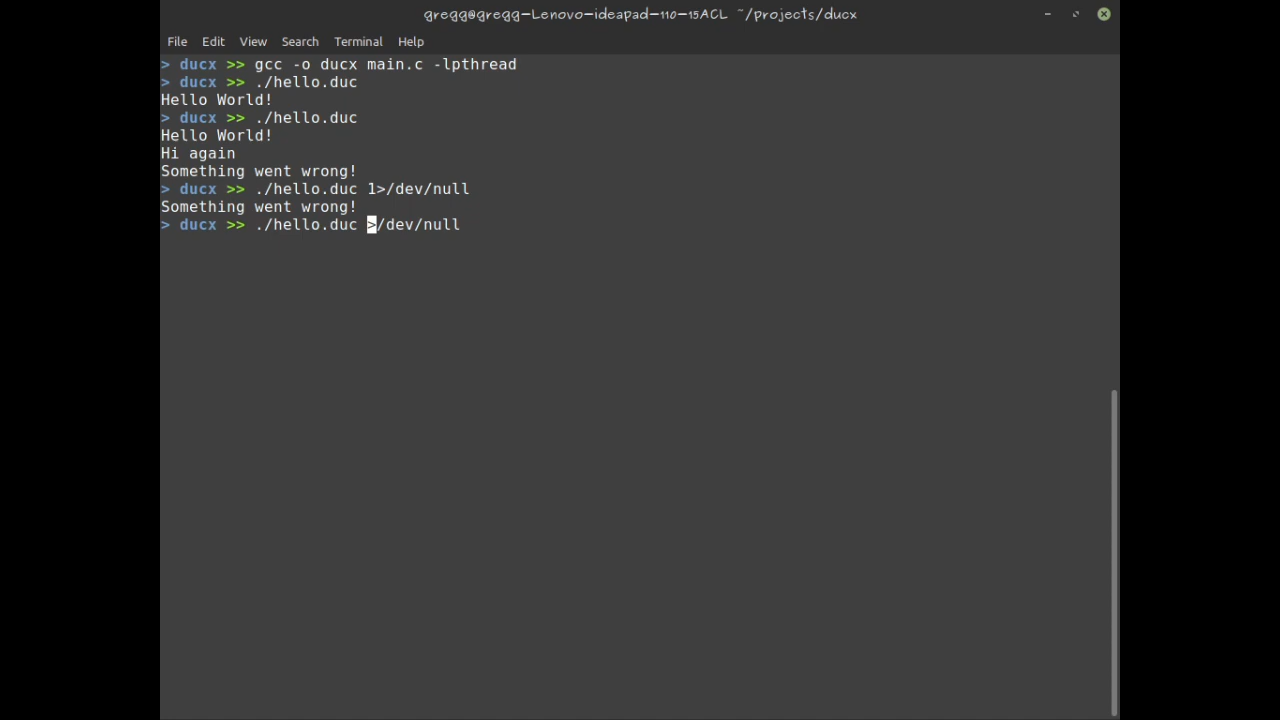 gregg@gregg-Lenovo-ideapad-110-15ACL ~/projects/ducx
File Edit View Search Terminal Help
> ducx >> gcc -o ducx main.c -lpthread
> ducx >> ./hello.duc
Hello World!
> ducx >> ./hello.duc
Hello World!
Hi again
Something went wrong!
> ducx >> ./hello.duc 1>/dev/null
Something went wrong!
> ducx >> ./hello.duc >/dev/null